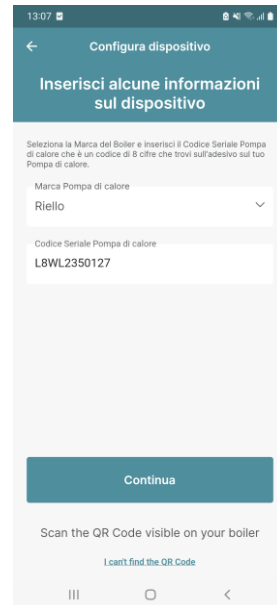 13:07
Configura dispositivo
Inserisci alcune informazioni
sul dispositivo
Seleziona la Marca del Boiler e inserisci il Codice Seriale Pompa
di calore che è un codice di 8 cifre che trovi sull'adesivo sul tuo
Pompa di calore.
Marca Pompa di calore
Riello
Codice Seriale Pompa di calore
L8WL2350127
Continua
Scan the QR Code visible on your boiler
I can't find the QR Code